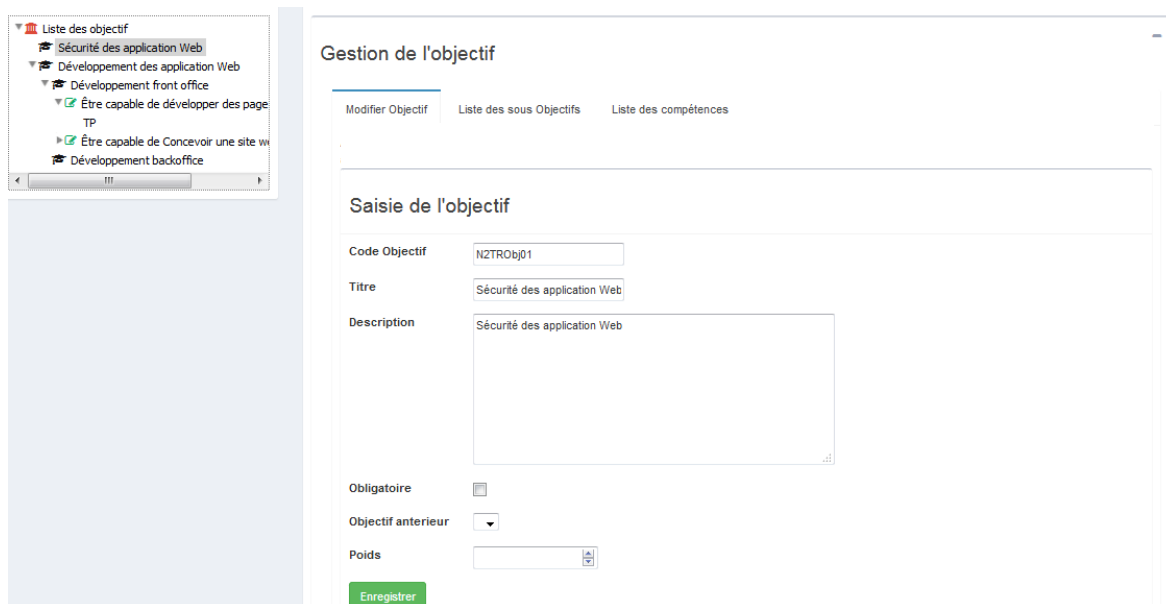 Liste des objectif
Sécurité des application Web
Développement des application Web
Développement front office
Être capable de développer des page
TP
Être capable de Concevoir une site we
Développement backoffice
Gestion de l'objectif
Modifier Objectif
Liste des sous Objectifs
Liste des compétences
Saisie de l'objectif
Code Objectif
N2TRObj01
Titre
Sécurité des application Web
Description
Sécurité des application Web
Obligatoire
Objectif anterieur
Poids
Enregistrer